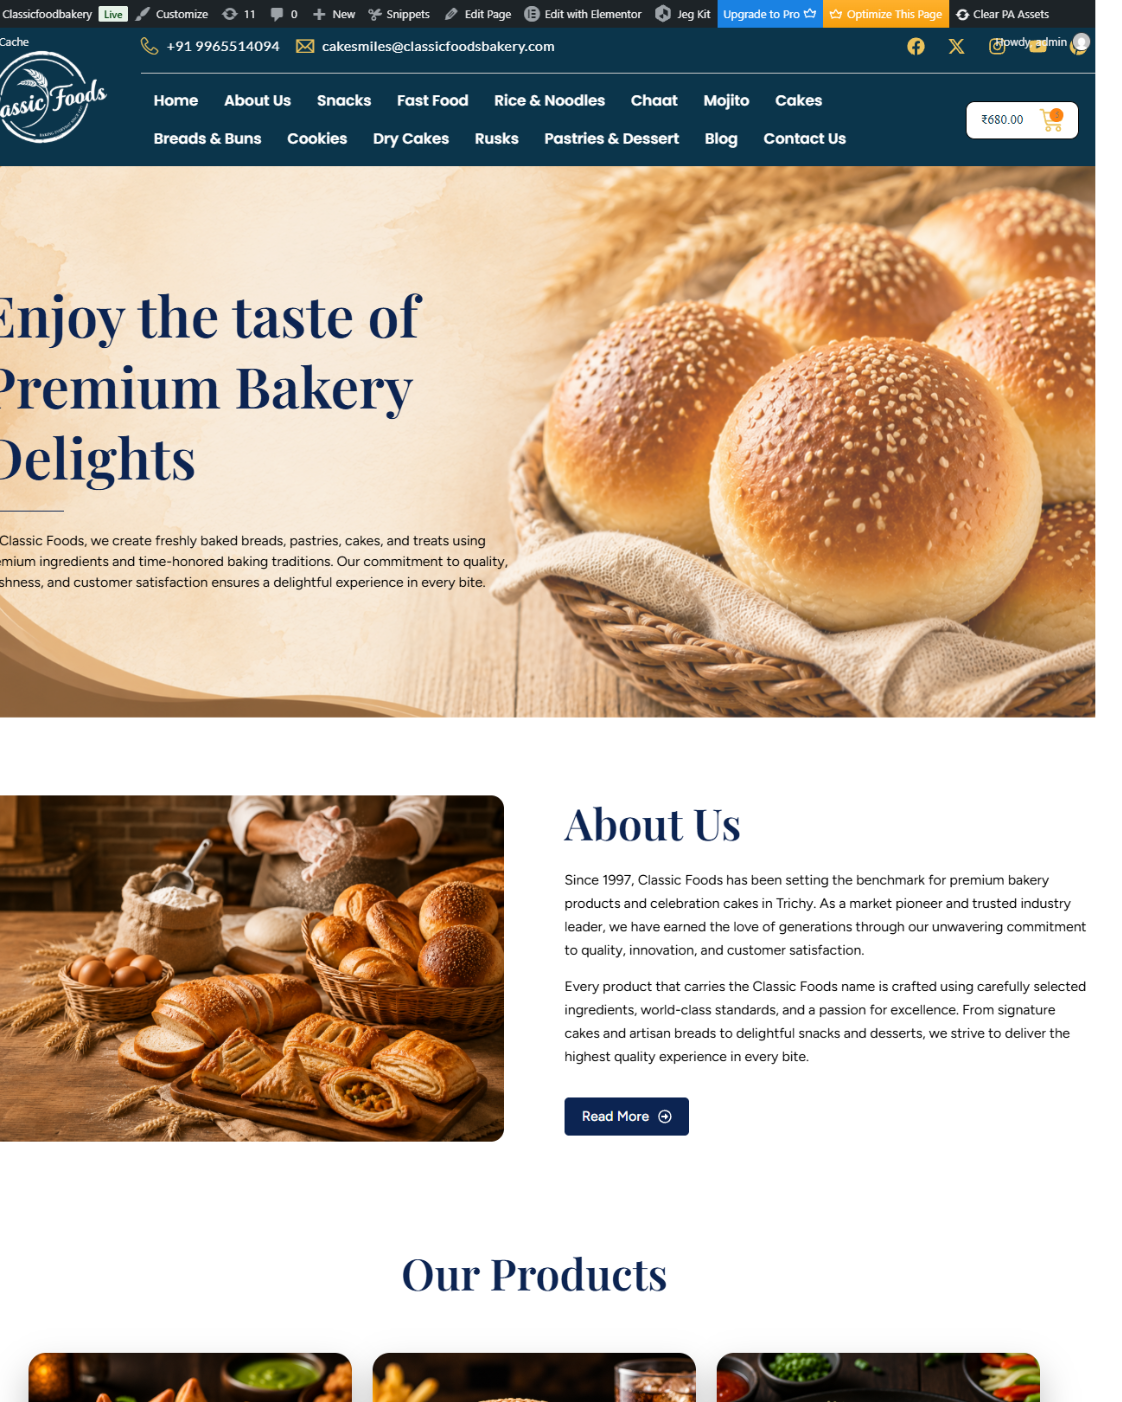 Classicfoodbakery Live Customize 11 0 New Snippets Edit Page Edit with Elementor Jeg Kit Upgrade to Pro Optimize This Page Clear PA Assets
Cache
Howdy, admin
+91 9965514094 cakesmiles@classicfoodsbakery.com
assic Foods
Home About Us Snacks Fast Food Rice & Noodles Chaat Mojito Cakes
Breads & Buns Cookies Dry Cakes Rusks Pastries & Dessert Blog Contact Us
₹680.00
Enjoy the taste of
Premium Bakery
Delights
Classic Foods, we create freshly baked breads, pastries, cakes, and treats using
emium ingredients and time-honored baking traditions. Our commitment to quality,
shness, and customer satisfaction ensures a delightful experience in every bite.
About Us
Since 1997, Classic Foods has been setting the benchmark for premium bakery
products and celebration cakes in Trichy. As a market pioneer and trusted industry
leader, we have earned the love of generations through our unwavering commitment
to quality, innovation, and customer satisfaction.
Every product that carries the Classic Foods name is crafted using carefully selected
ingredients, world-class standards, and a passion for excellence. From signature
cakes and artisan breads to delightful snacks and desserts, we strive to deliver the
highest quality experience in every bite.
Read More
Our Products